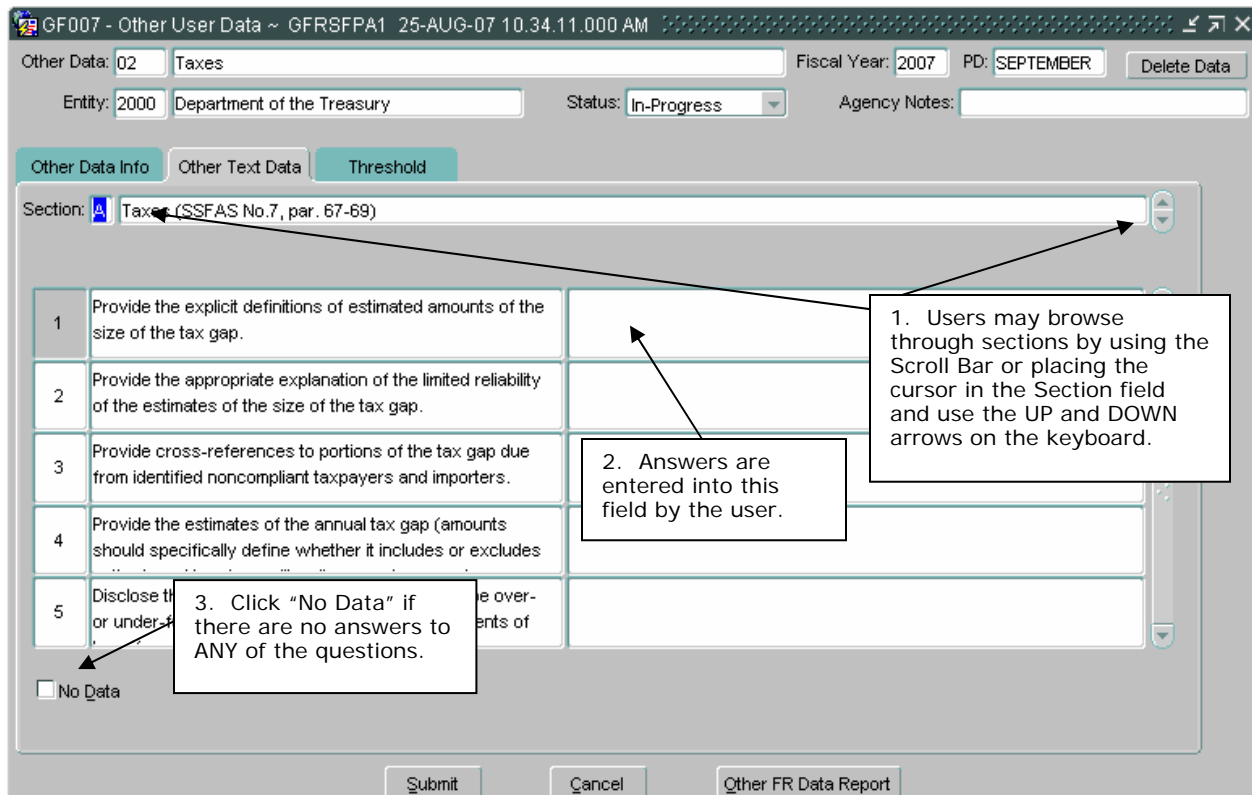 GF007 - Other User Data ~ GFRSFPA1 25-AUG-07 10.34.11.000 AM
Other Data: 02 Taxes Fiscal Year: 2007 PD: SEPTEMBER Delete Data
Entity: 2000 Department of the Treasury Status: In-Progress Agency Notes:
Other Data Info Other Text Data Threshold
Section: A Taxes (SSFAS No.7, par. 67-69)
1 Provide the explicit definitions of estimated amounts of the
size of the tax gap.
2 Provide the appropriate explanation of the limited reliability
of the estimates of the size of the tax gap.
3 Provide cross-references to portions of the tax gap due
from identified noncompliant taxpayers and importers.
4 Provide the estimates of the annual tax gap (amounts
should specifically define whether it includes or excludes
5 Disclose
or
over-
of
1. Users may browse
through sections by using the
Scroll Bar or placing the
cursor in the Section field
and use the UP and DOWN
arrows on the keyboard.
2. Answers are
entered into this
field by the user.
3. Click “No Data” if
there are no answers to
ANY of the questions.
No Data
Submit Cancel Other FR Data Report